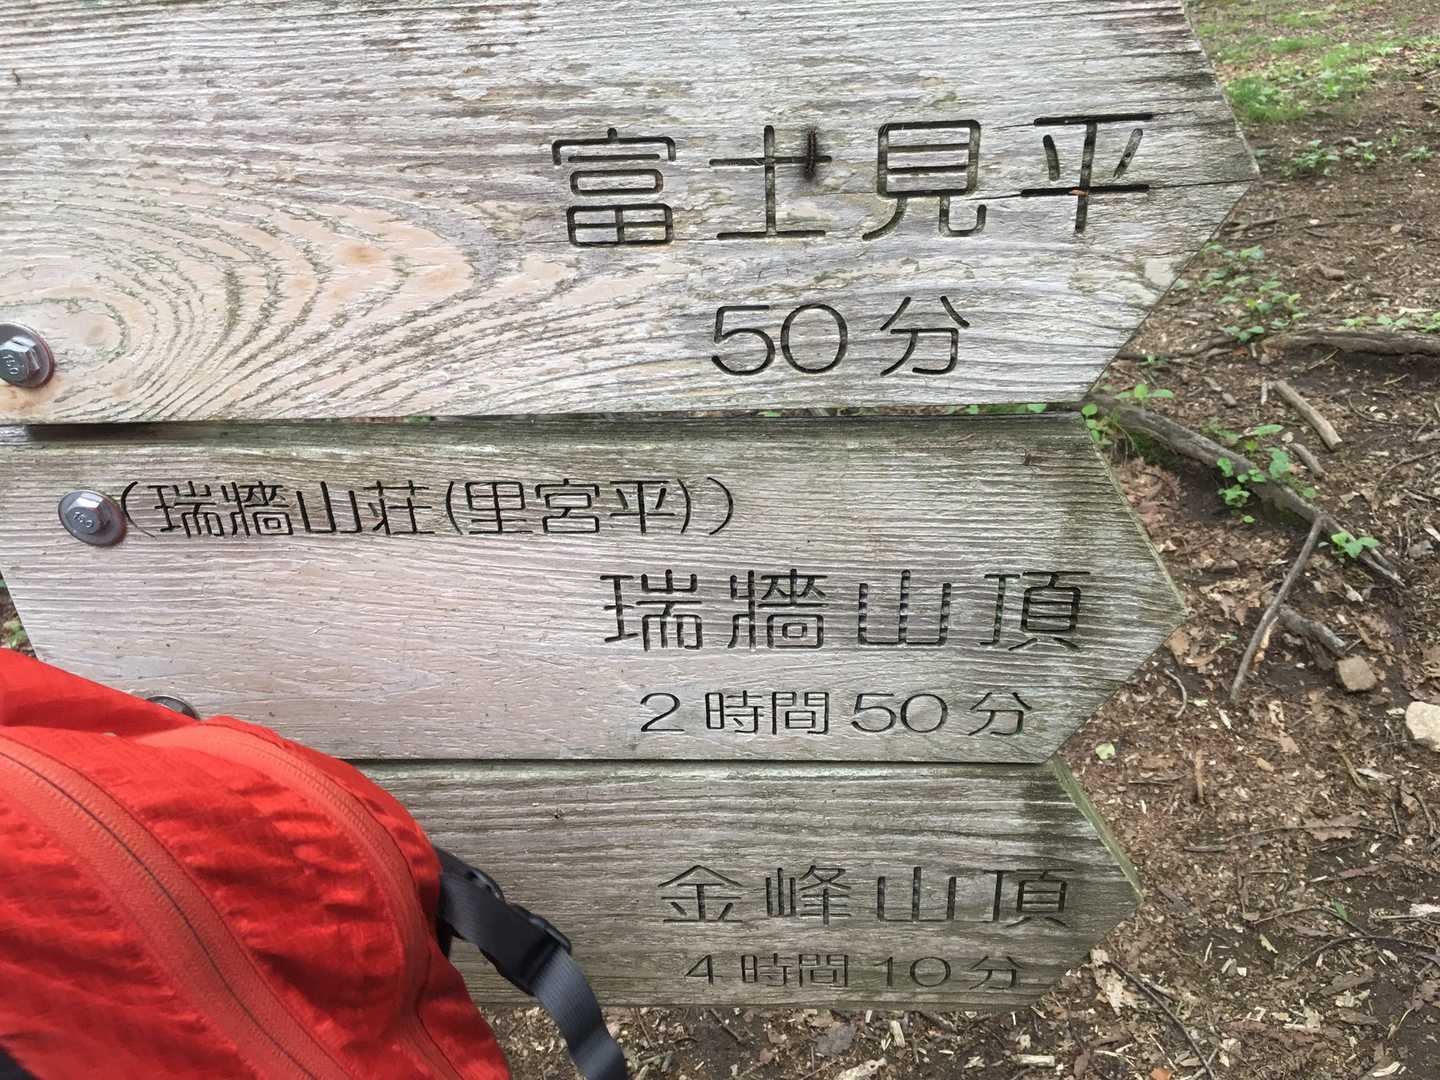 富士見平
50分
(瑞牆山荘(里宮平))
瑞牆山頂
2時間50分
金峰山頂
4時間10分